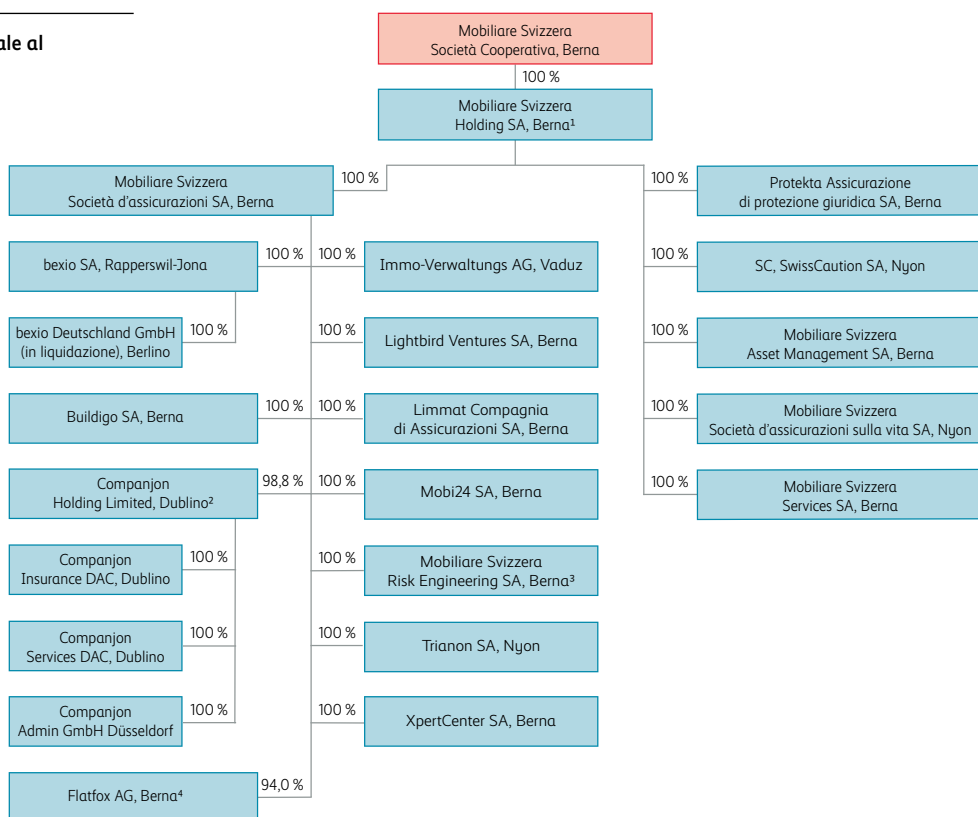 ale al
Mobiliare Svizzera
Società Cooperativa, Berna
100 %
Mobiliare Svizzera
Holding SA, Berna¹
Mobiliare Svizzera
Società d'assicurazioni SA, Berna
100 %
100 %
Protekta Assicurazione
di protezione giuridica SA, Berna
bexio SA, Rapperswil-Jona
100 %
100 %
Immo-Verwaltungs AG, Vaduz
100 %
SC, SwissCaution SA, Nyon
bexio Deutschland GmbH
(in liquidazione), Berlino
100 %
100 %
Lightbird Ventures SA, Berna
100 %
Mobiliare Svizzera
Asset Management SA, Berna
Buildigo SA, Berna
100 %
100 %
Limmat Compagnia
di Assicurazioni SA, Berna
100 %
Mobiliare Svizzera
Società d'assicurazioni sulla vita SA, Nyon
Companjon
Holding Limited, Dublino²
98,8 %
100 %
Mobi24 SA, Berna
100 %
Mobiliare Svizzera
Services SA, Berna
Companjon
Insurance DAC, Dublino
100 %
100 %
Mobiliare Svizzera
Risk Engineering SA, Berna³
Companjon
Services DAC, Dublino
100 %
100 %
Trianon SA, Nyon
Companjon
Admin GmbH Düsseldorf
100 %
100 %
XpertCenter SA, Berna
Flatfox AG, Berna⁴
94,0 %